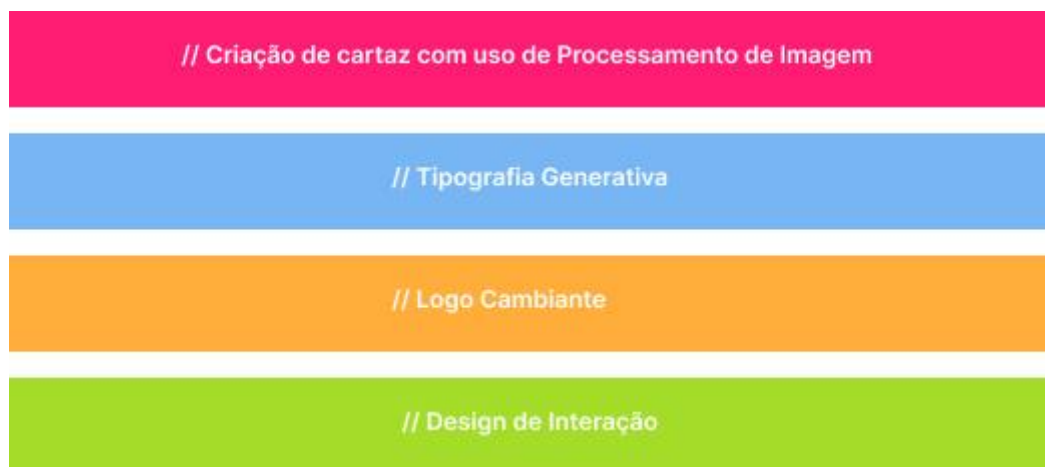 // Criação de cartaz com uso de Processamento de Imagem
// Tipografia Generativa
// Logo Cambiante
// Design de Interação